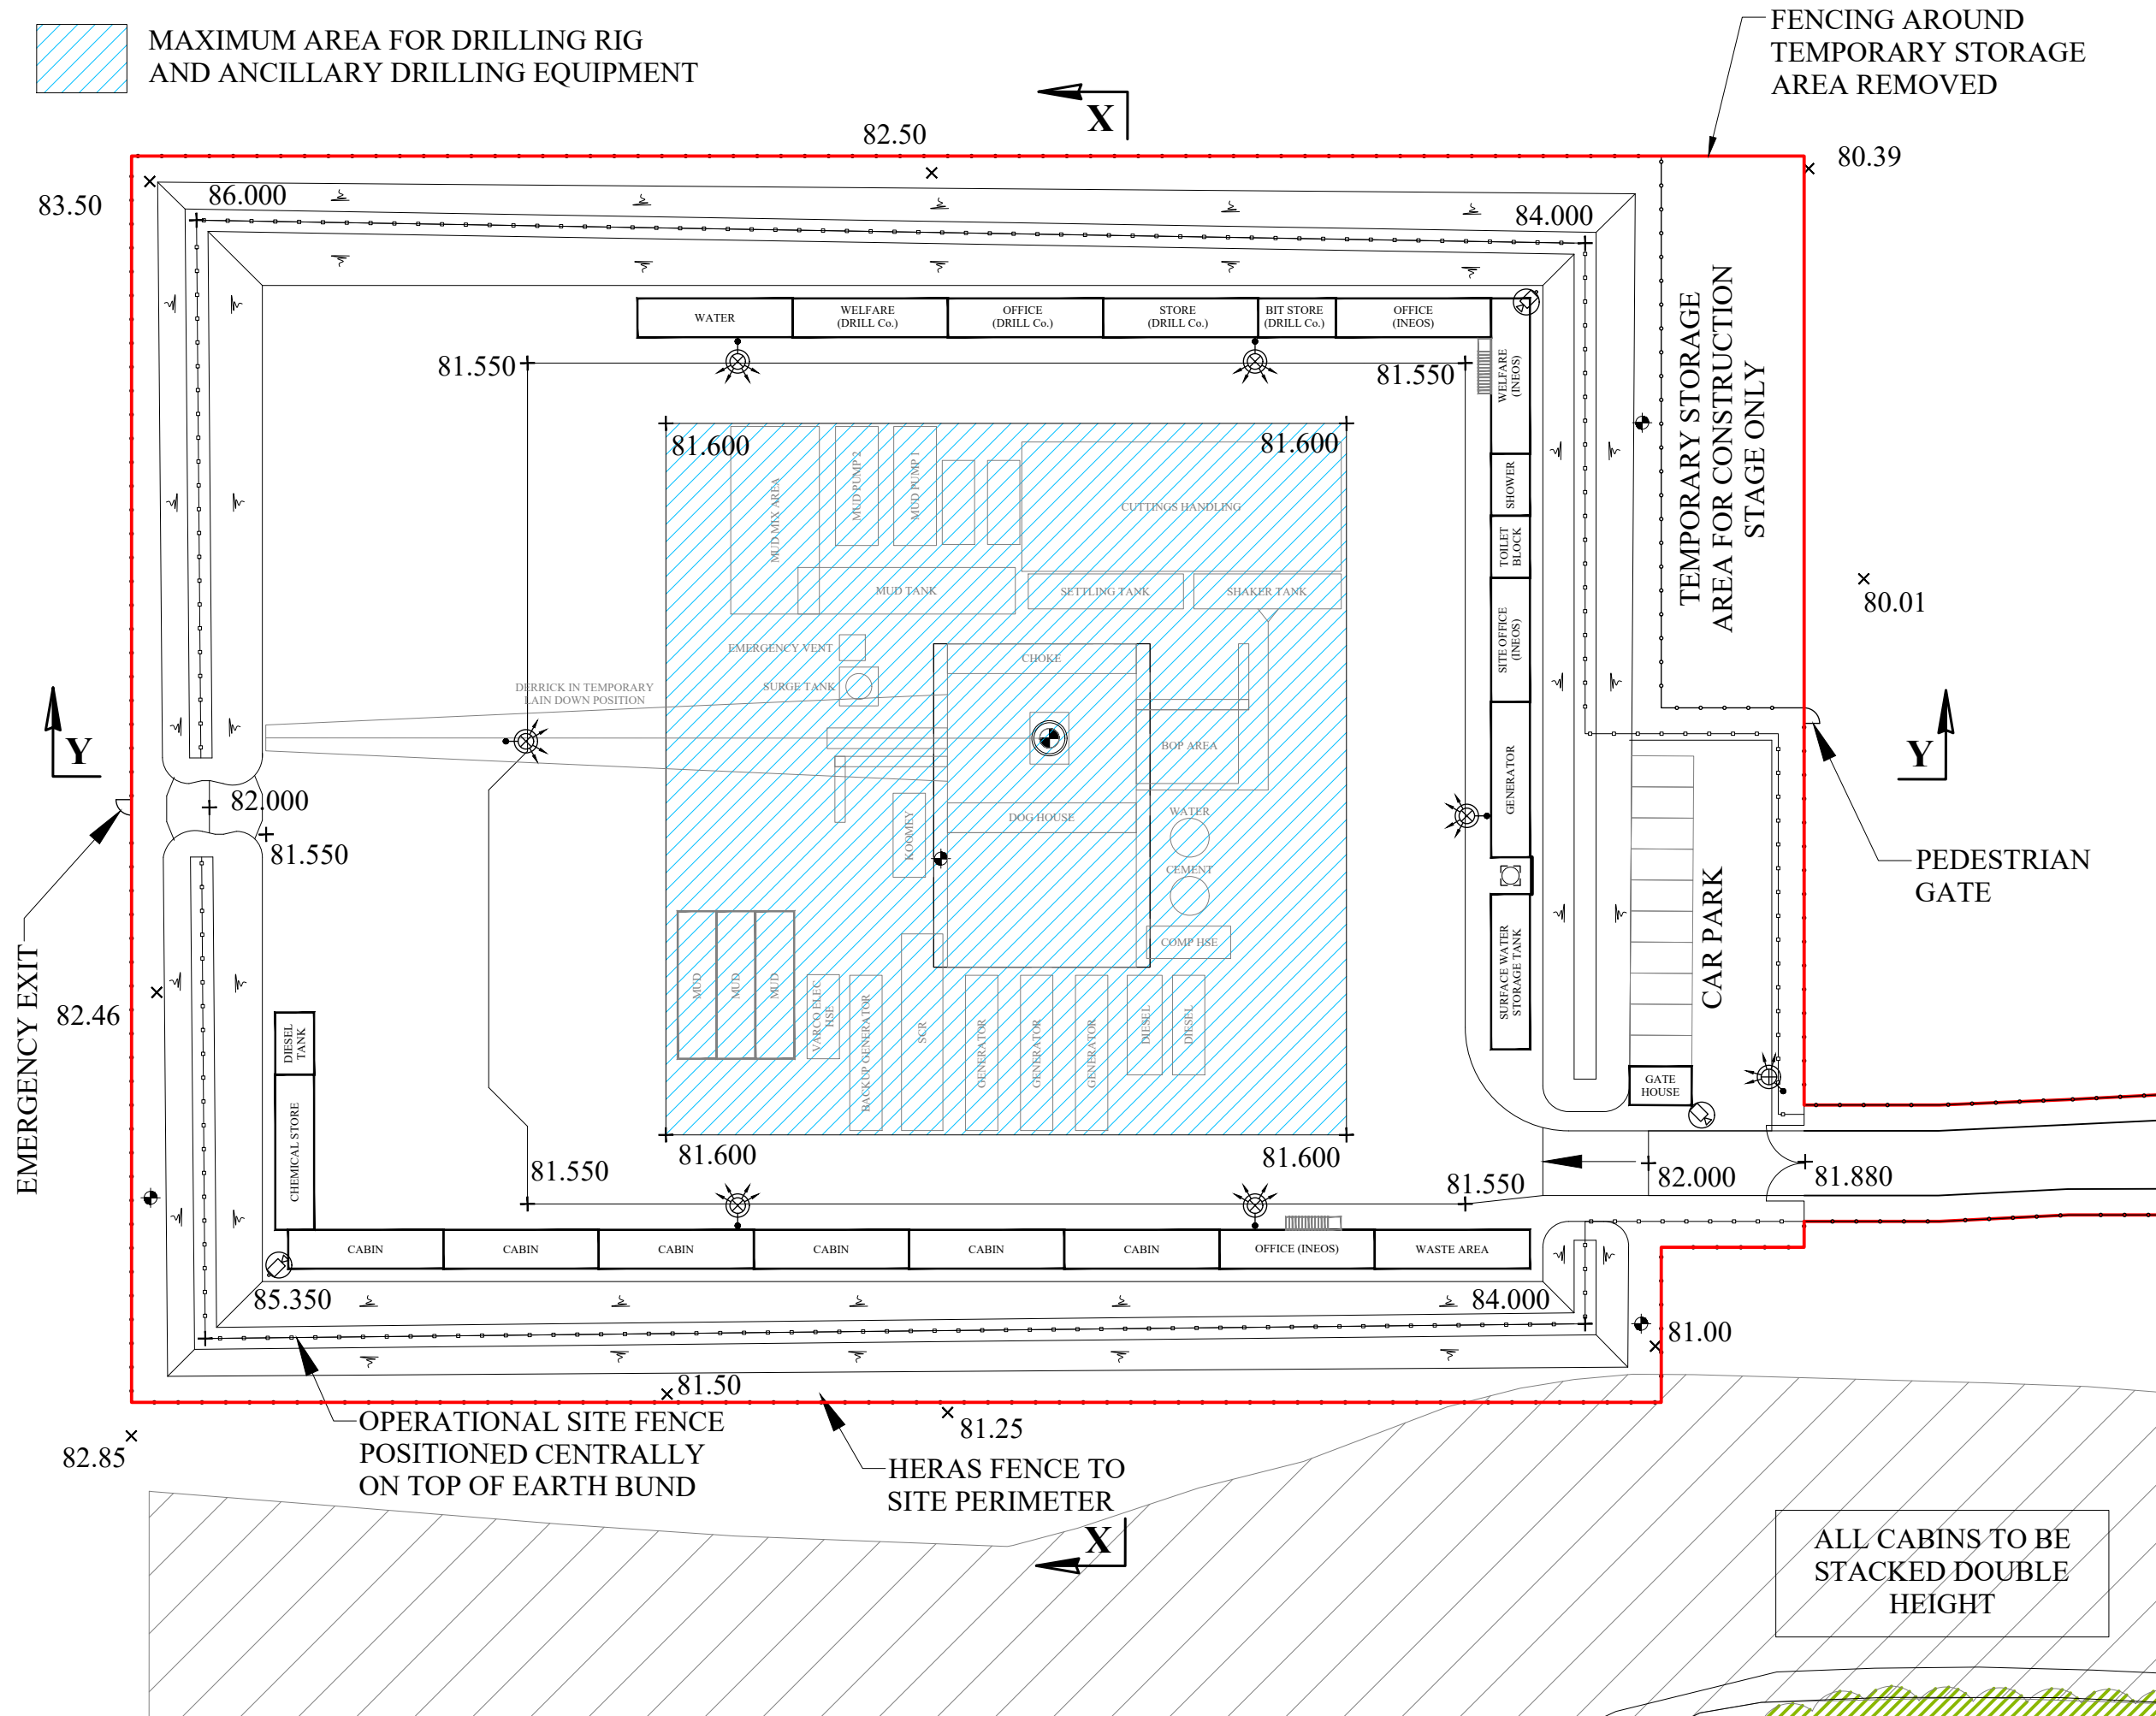 MAXIMUM AREA FOR DRILLING RIG
AND ANCILLARY DRILLING EQUIPMENT
FENCING AROUND
TEMPORARY STORAGE
AREA REMOVED
X
82.50
80.39
83.50
86.000
84.000
WATER
WELFARE
(DRILL Co.)
OFFICE
(DRILL Co.)
STORE
(DRILL Co.)
BIT STORE
(DRILL Co.)
OFFICE
(INEOS)
81.550
81.550
WELFARE
(INEOS)
TEMPORARY STORAGE
AREA FOR CONSTRUCTION
STAGE ONLY
81.600
81.600
MUD MIX AREA
MUD PUMP 2
MUD PUMP 1
CUTTINGS HANDLING
SHOWER
TOILET
BLOCK
MUD TANK
SETTLING TANK
SHAKER TANK
80.01
SITE OFFICE
(INEOS)
EMERGENCY VENT
CHOKE
SURGE TANK
DERRICK IN TEMPORARY
LAIN DOWN POSITION
Y
Y
BOP AREA
GENERATOR
82.000
81.550
KOOMEY
DOG HOUSE
WATER
CEMENT
PEDESTRIAN
GATE
CAR PARK
EMERGENCY EXIT
82.46
COMP HSE
SURFACE WATER
STORAGE TANK
MUD
MUD
MUD
VARCO ELEC
HSE
BACKUP GENERATOR
SCR
GENERATOR
GENERATOR
GENERATOR
DIESEL
DIESEL
DIESEL
TANK
CHEMICAL STORE
GATE
HOUSE
81.600
81.600
81.550
81.550
82.000
81.880
CABIN
CABIN
CABIN
CABIN
CABIN
CABIN
OFFICE (INEOS)
WASTE AREA
85.350
84.000
81.00
81.50
81.25
82.85
OPERATIONAL SITE FENCE
POSITIONED CENTRALLY
ON TOP OF EARTH BUND
HERAS FENCE TO
SITE PERIMETER
X
ALL CABINS TO BE
STACKED DOUBLE
HEIGHT